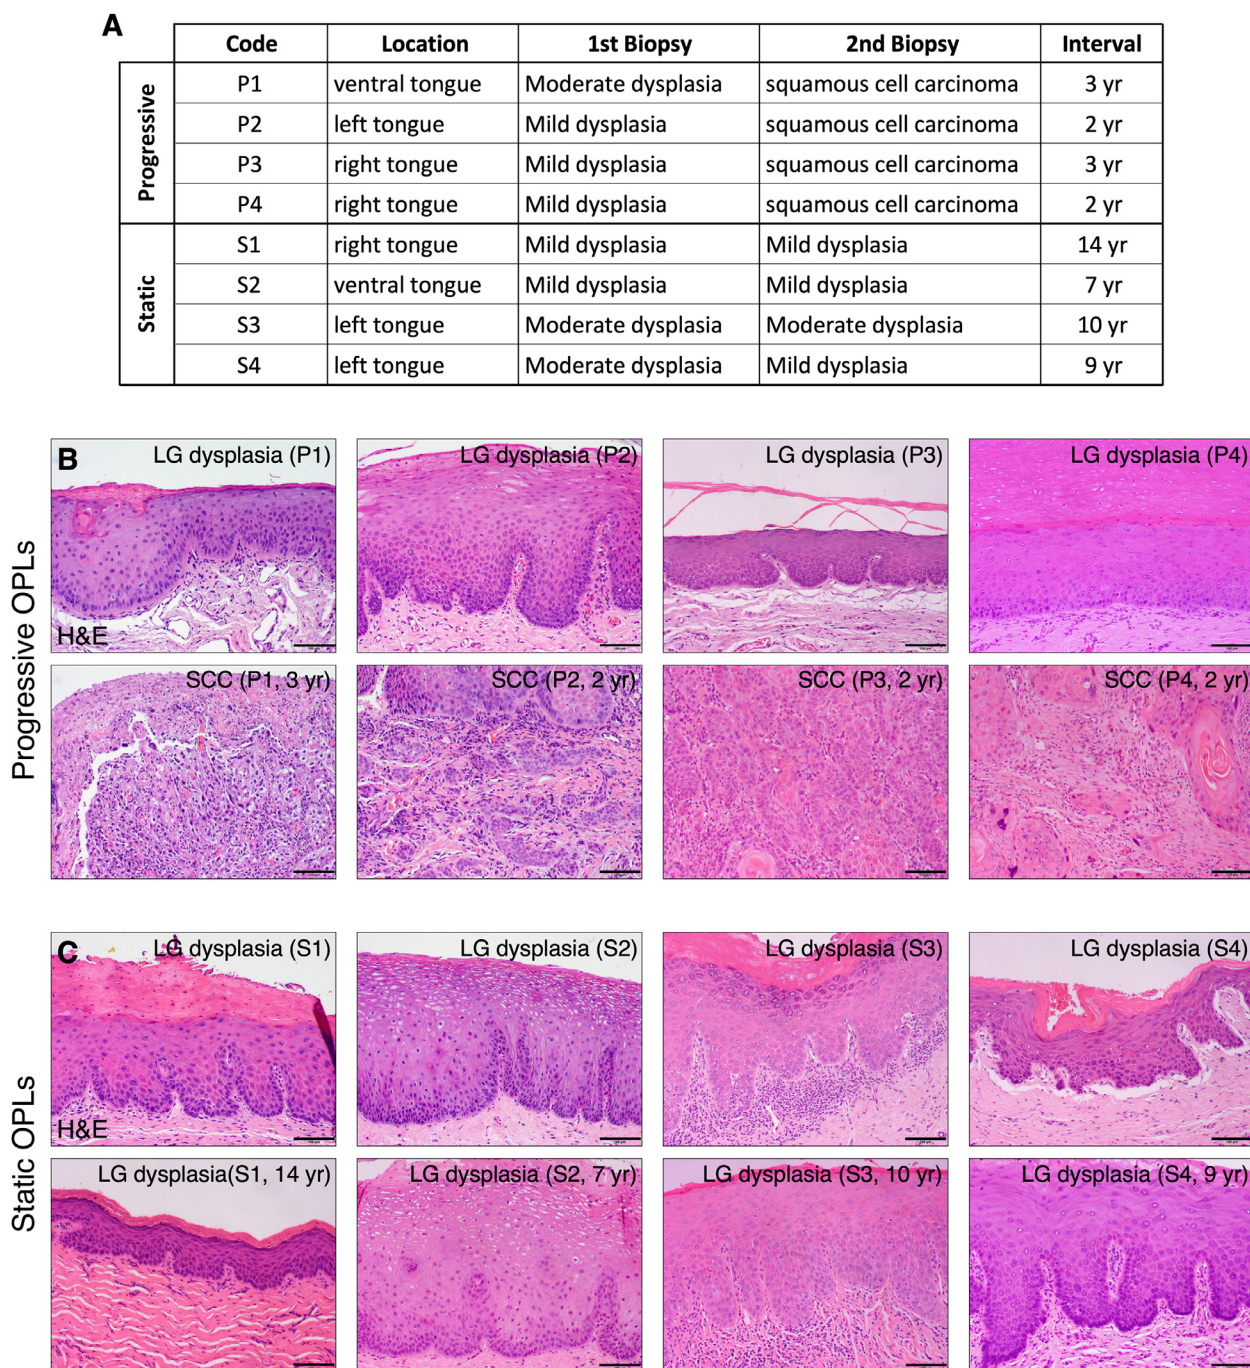 A
Code Location 1st Biopsy 2nd Biopsy Interval
Progressive
P1 ventral tongue Moderate dysplasia squamous cell carcinoma 3 yr
P2 left tongue Mild dysplasia squamous cell carcinoma 2 yr
P3 right tongue Mild dysplasia squamous cell carcinoma 3 yr
P4 right tongue Mild dysplasia squamous cell carcinoma 2 yr
Static
S1 right tongue Mild dysplasia Mild dysplasia 14 yr
S2 ventral tongue Mild dysplasia Mild dysplasia 7 yr
S3 left tongue Moderate dysplasia Moderate dysplasia 10 yr
S4 left tongue Moderate dysplasia Mild dysplasia 9 yr
Progressive OPLs
B LG dysplasia (P1) LG dysplasia (P2) LG dysplasia (P3) LG dysplasia (P4)
H&E
SCC (P1, 3 yr) SCC (P2, 2 yr) SCC (P3, 2 yr) SCC (P4, 2 yr)
Static OPLs
C LG dysplasia (S1) LG dysplasia (S2) LG dysplasia (S3) LG dysplasia (S4)
H&E
LG dysplasia(S1, 14 yr) LG dysplasia (S2, 7 yr) LG dysplasia (S3, 10 yr) LG dysplasia (S4, 9 yr)